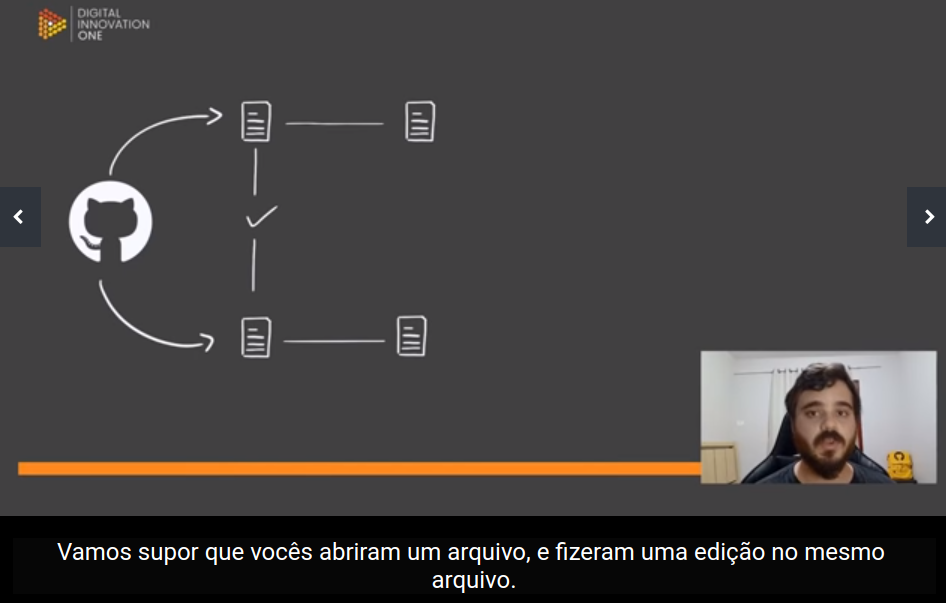 DIGITAL
INNOVATION
ONE
Vamos supor que vocês abriram um arquivo, e fizeram uma edição no mesmo
arquivo.